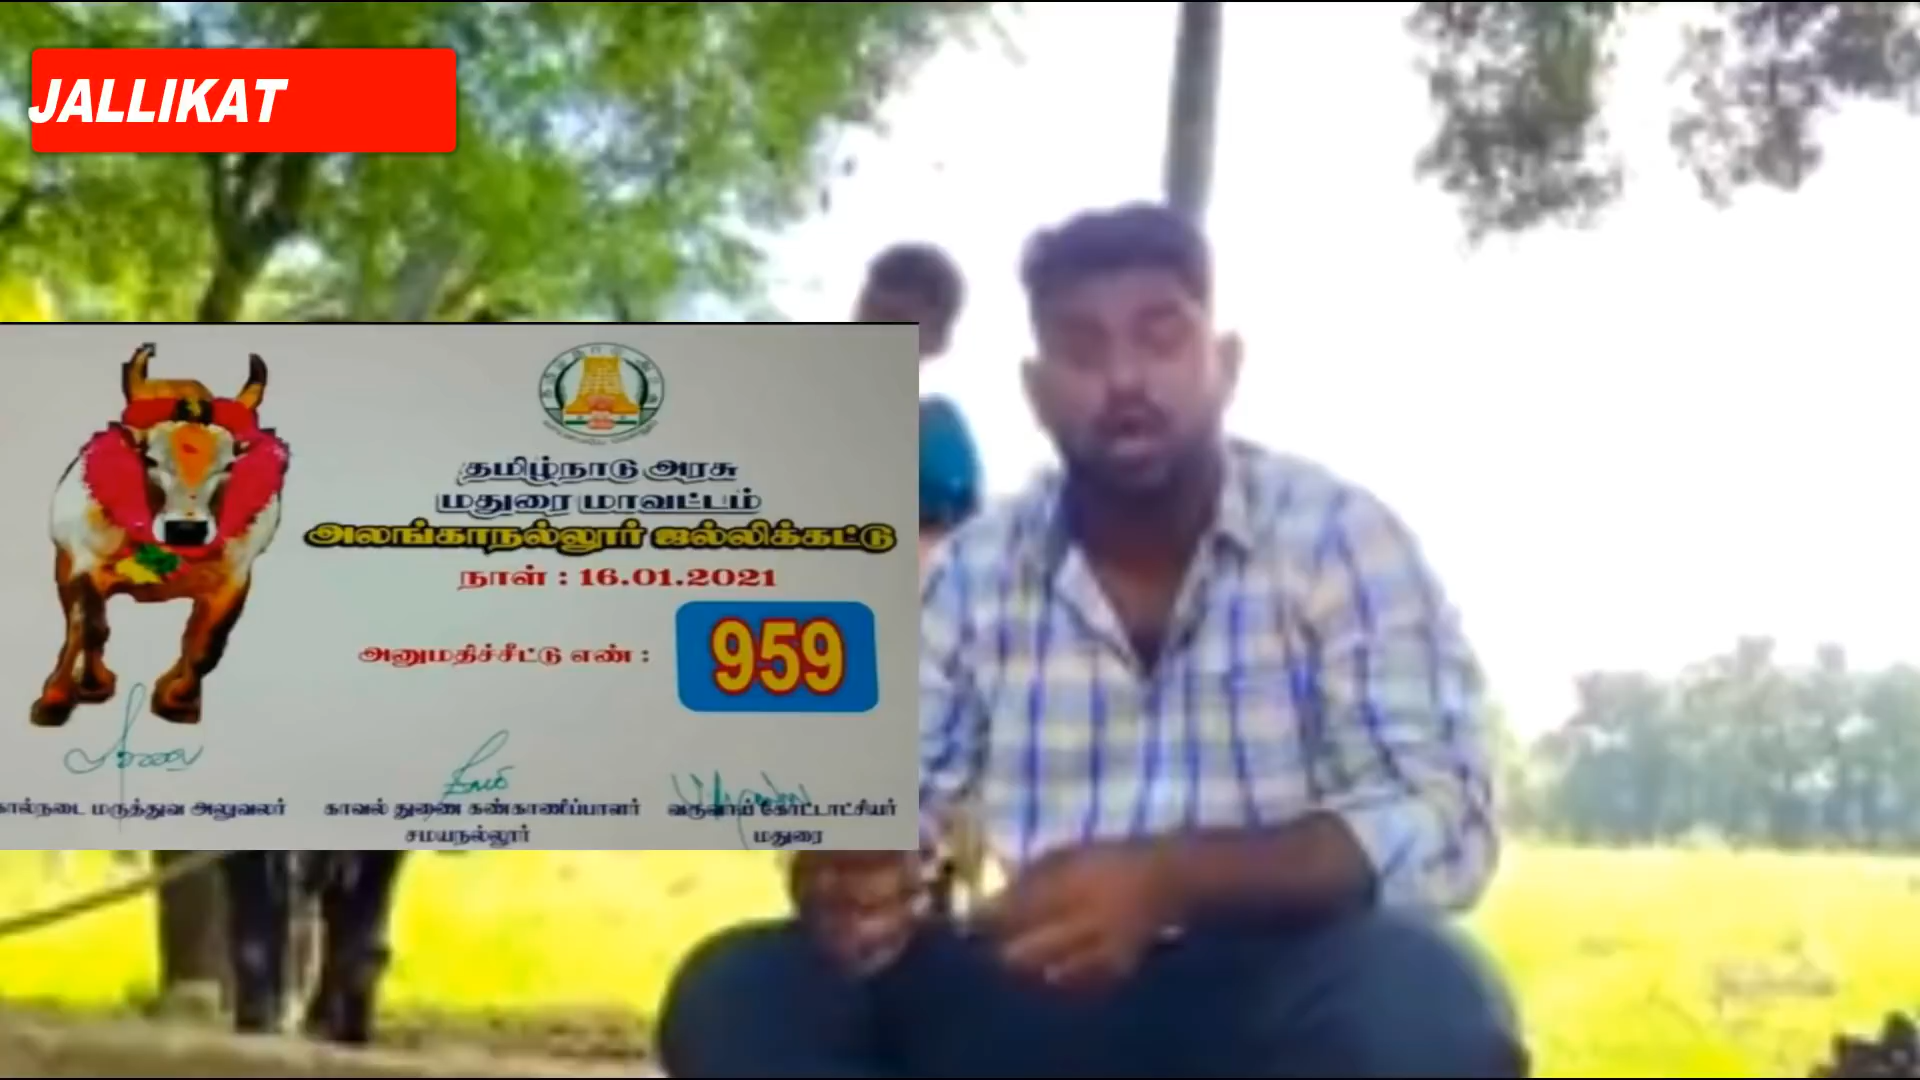 JALLIKAT
தமிழ்நாடு அரசு
மதுரை மாவட்டம்
அலங்காநல்லூர் ஜல்லிக்கட்டு
நாள் : 16.01.2021
அனுமதிச்சீட்டு எண் :
959
மருத்துவ அலுவலர்
காவல் துணை கண்காணிப்பாளர்
சமயநல்லூர்
வருவாய் கோட்டாட்சியர்
மதுரை